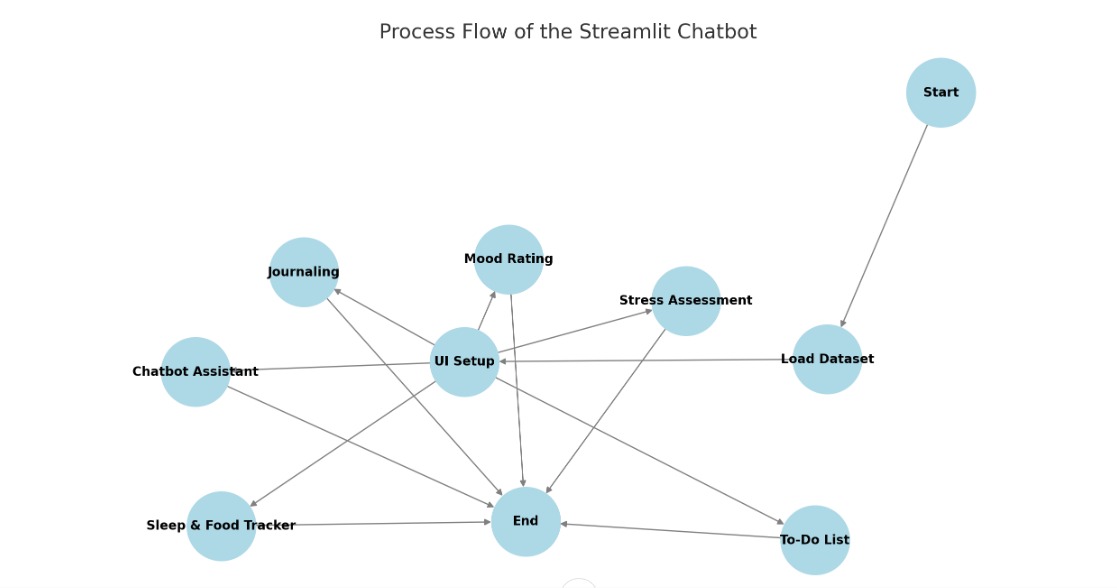 Process Flow of the Streamlit Chatbot
Start
Mood Rating
Journaling
Stress Assessment
UI Setup
Load Dataset
Chatbot Assistant
Sleep & Food Tracker
End
To-Do List